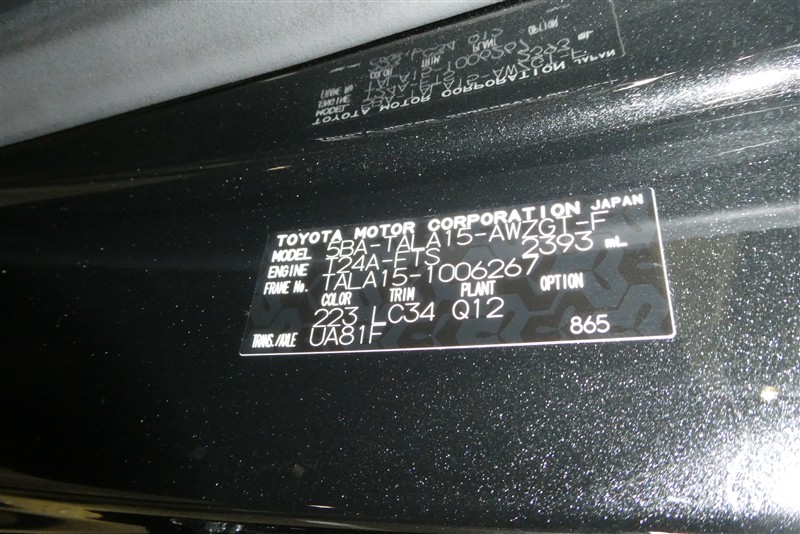 TOYOTA MOTOR CORPORATION JAPAN
MODEL 5BA-TALA15-AWZGT-F
ENGINE T24A-FTS 2393 mL
FRAME No. TALA15-1006267
COLOR TRIM PLANT OPTION
223 LC34 Q12
TRANS./AXLE UA81F 865